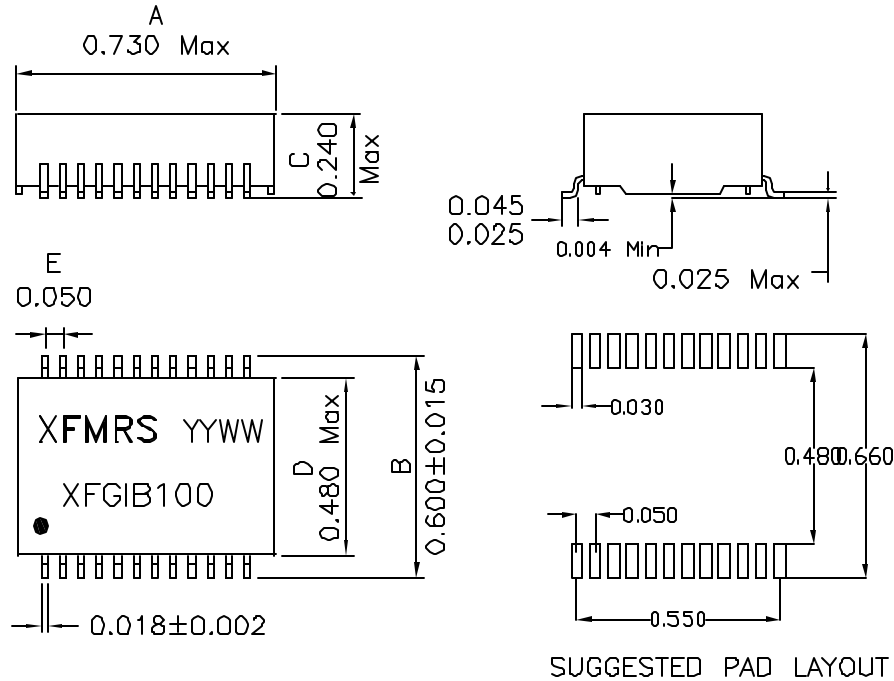 A
0.730 Max
C
0.240
Max
0.045
0.025
0.004 Min
0.025 Max
E
0.050
XFMRS YYWW
XFGIB100
D
0.480 Max
B
0.600±0.015
0.018±0.002
0.030
0.480
0.660
0.050
0.550
SUGGESTED PAD LAYOUT